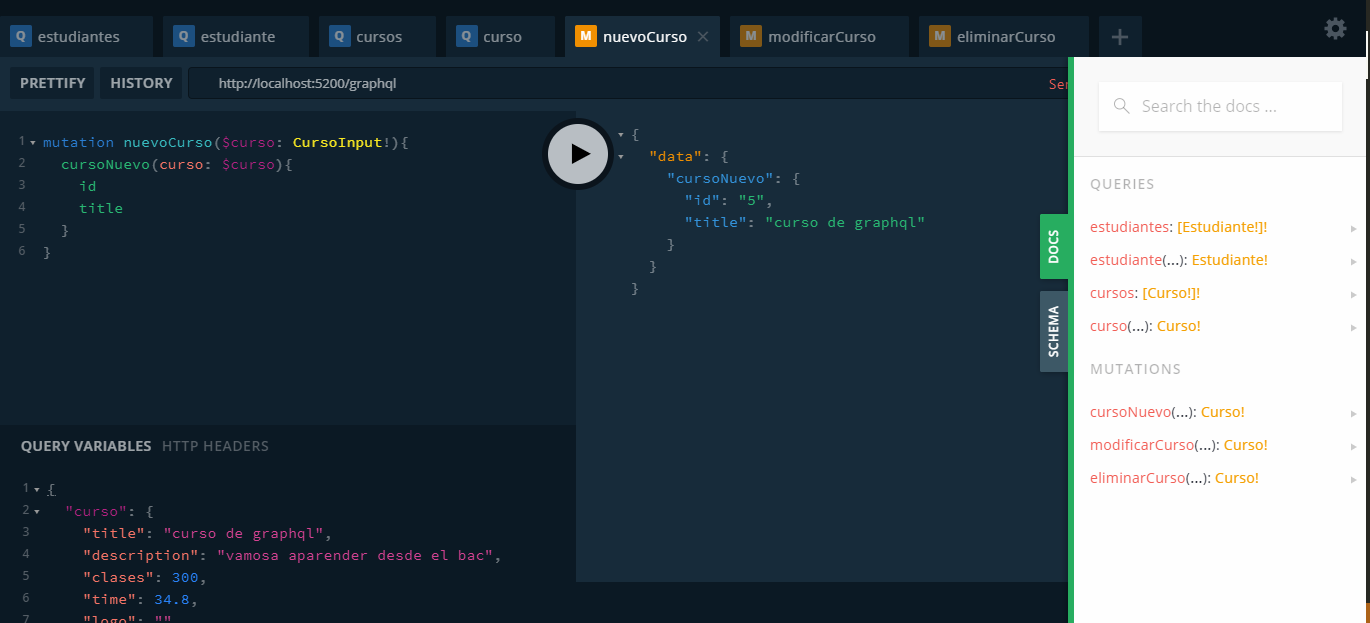 Q estudiantes
Q estudiante
Q cursos
Q curso
M nuevoCurso
M modificarCurso
M eliminarCurso
PRETTIFY
HISTORY
http://localhost:5200/graphql
1 mutation nuevoCurso($curso: CursoInput!){
2 cursoNuevo(curso: $curso){
3 id
4 title
5 }
6 }
{
"data": {
"cursoNuevo": {
"id": "5",
"title": "curso de graphql"
}
}
}
QUERY VARIABLES HTTP HEADERS
1 {
2 "curso": {
3 "title": "curso de graphql",
4 "description": "vamosa aparender desde el bac",
5 "clases": 300,
6 "time": 34.8,
7 "logo": ""
DOCS
SCHEMA
Search the docs ...
QUERIES
estudiantes: [Estudiante!]!
estudiante(...): Estudiante!
cursos: [Curso!]!
curso(...): Curso!
MUTATIONS
cursoNuevo(...): Curso!
modificarCurso(...): Curso!
eliminarCurso(...): Curso!